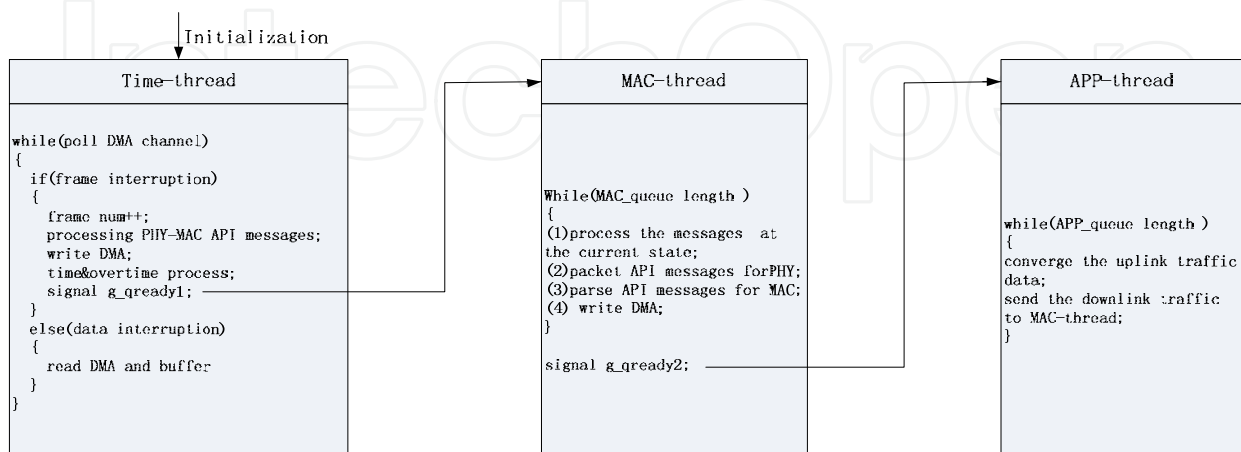 IntechOpen
Initialization
Time-thread
while(poll DMA channel)
{
if(frame interruption)
{
frame num++;
processing PHY-MAC API messages;
write DMA;
time&overtime process;
signal g_qready1;
}
else(data interruption)
{
read DMA and buffer
}
}
MAC-thread
While(MAC_queue length )
{
(1)process the messages at
the current state;
(2)packet API messages forPHY;
(3)parse API messages for MAC;
(4) write DMA;
}
signal g_qready2;
APP-thread
while(APP_queue length )
{
converge the uplink traffic
data;
send the downlink traffic
to MAC-thread;
}